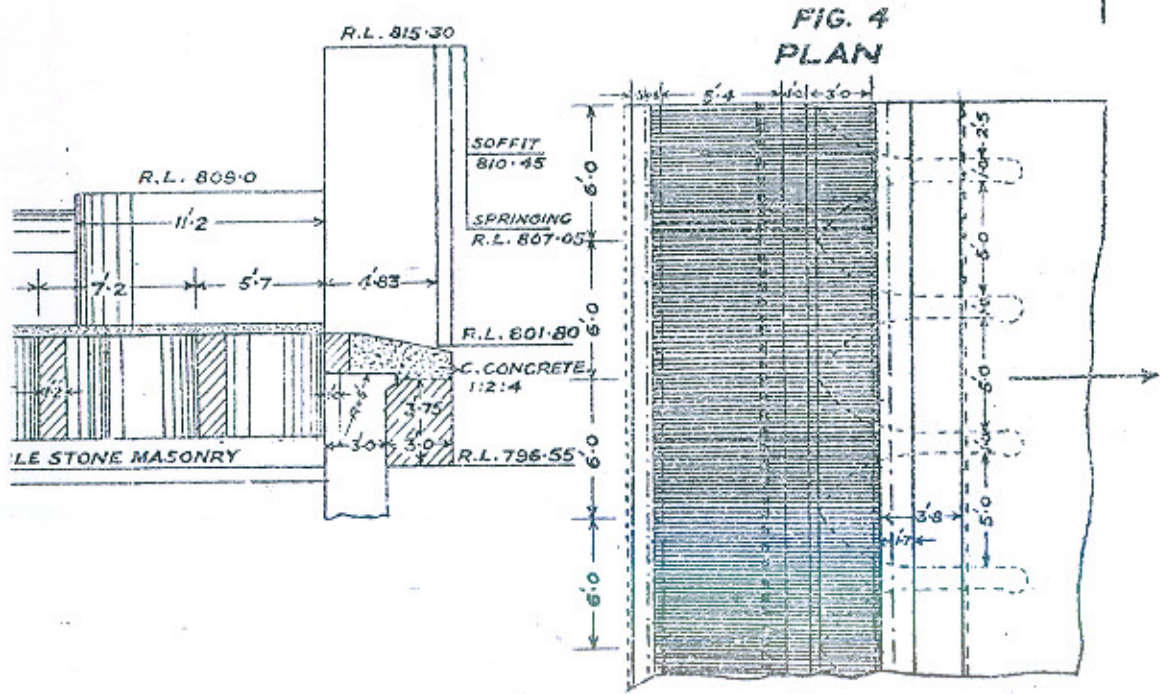 FIG. 4
PLAN
R.L. 815·30
SOFFIT
810·45
R.L. 809·0
11'·2
SPRINGING
R.L. 807·05
7'·2
5'·7
4'·83
R.L. 801·80
C. CONCRETE
1:2:4
3'·75
3'·0
3'·0
LE STONE MASONRY
R.L. 796·55
5'·4
3'·0
6'·0
6'·0
6'·0
6'·0
2·5
5'·0
5'·0
5'·0
3'·8
1'·7